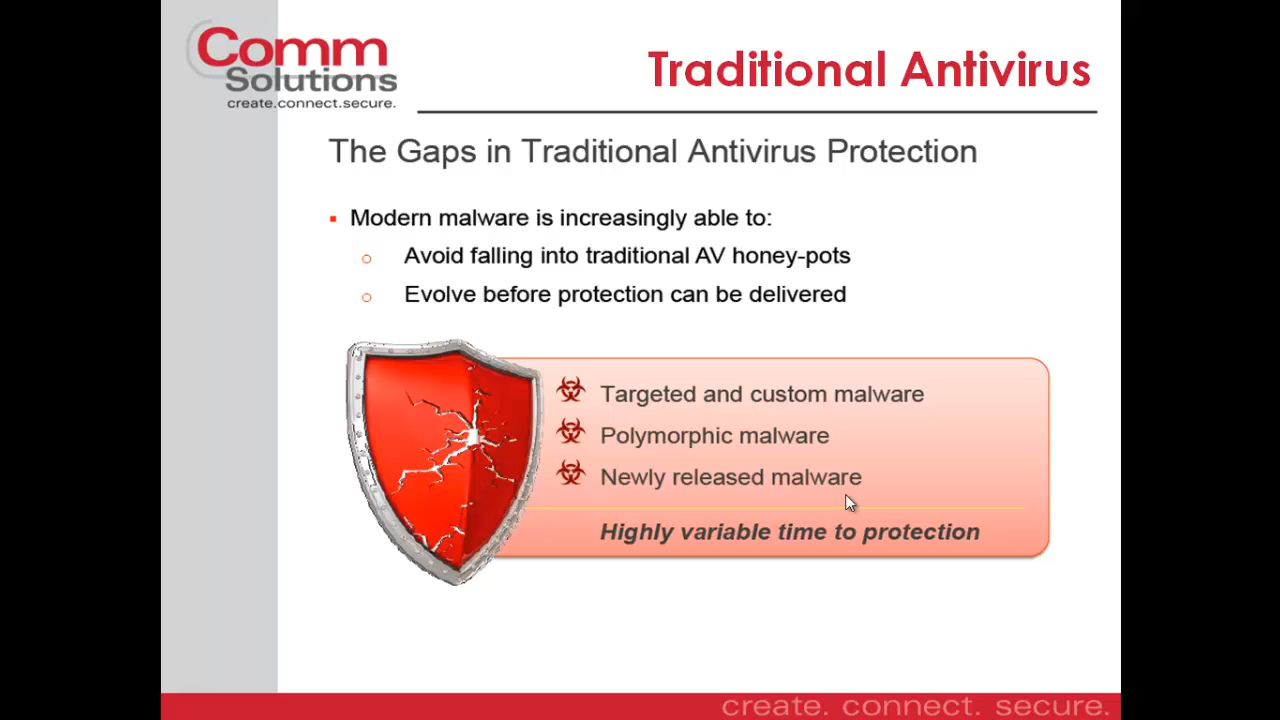 Comm
Solutions
create.connect.secure.
Traditional Antivirus
The Gaps in Traditional Antivirus Protection
Modern malware is increasingly able to:
Avoid falling into traditional AV honey-pots
Evolve before protection can be delivered
Targeted and custom malware
Polymorphic malware
Newly released malware
Highly variable time to protection
create. connect. secure.